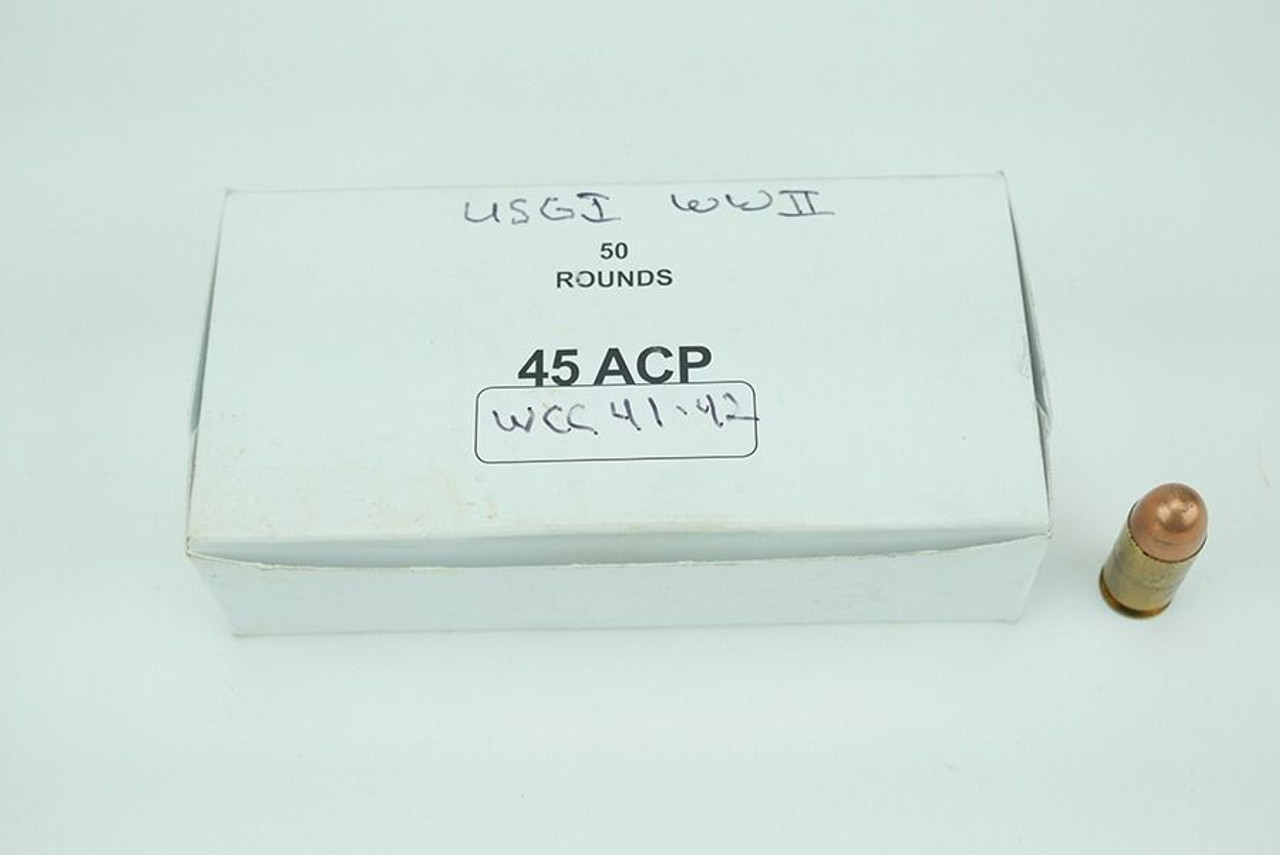 USGI WWII
50
ROUNDS
45 ACP
WCC 41.42